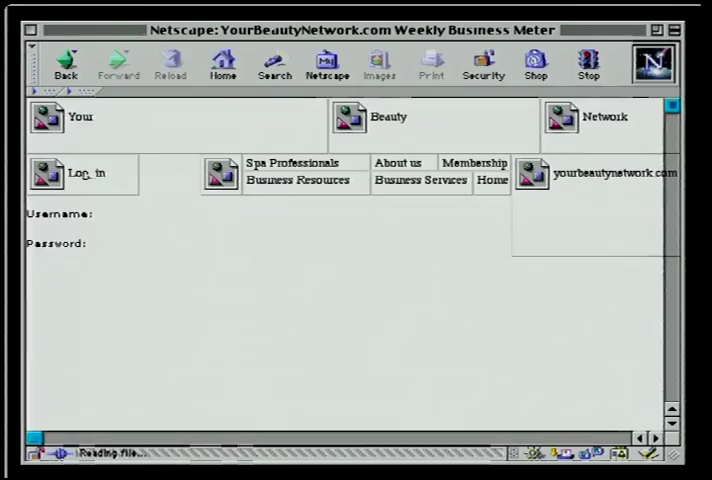 Netscape: YourBeautyNetwork.com Weekly Business Meter
Back Forward Reload Home Search Netscape Images Print Security Shop Stop
Your Beauty Network
Log in
Spa Professionals About us Membership
Business Resources Business Services Home
yourbeautynetwork.com
Username:
Password:
Reading file...